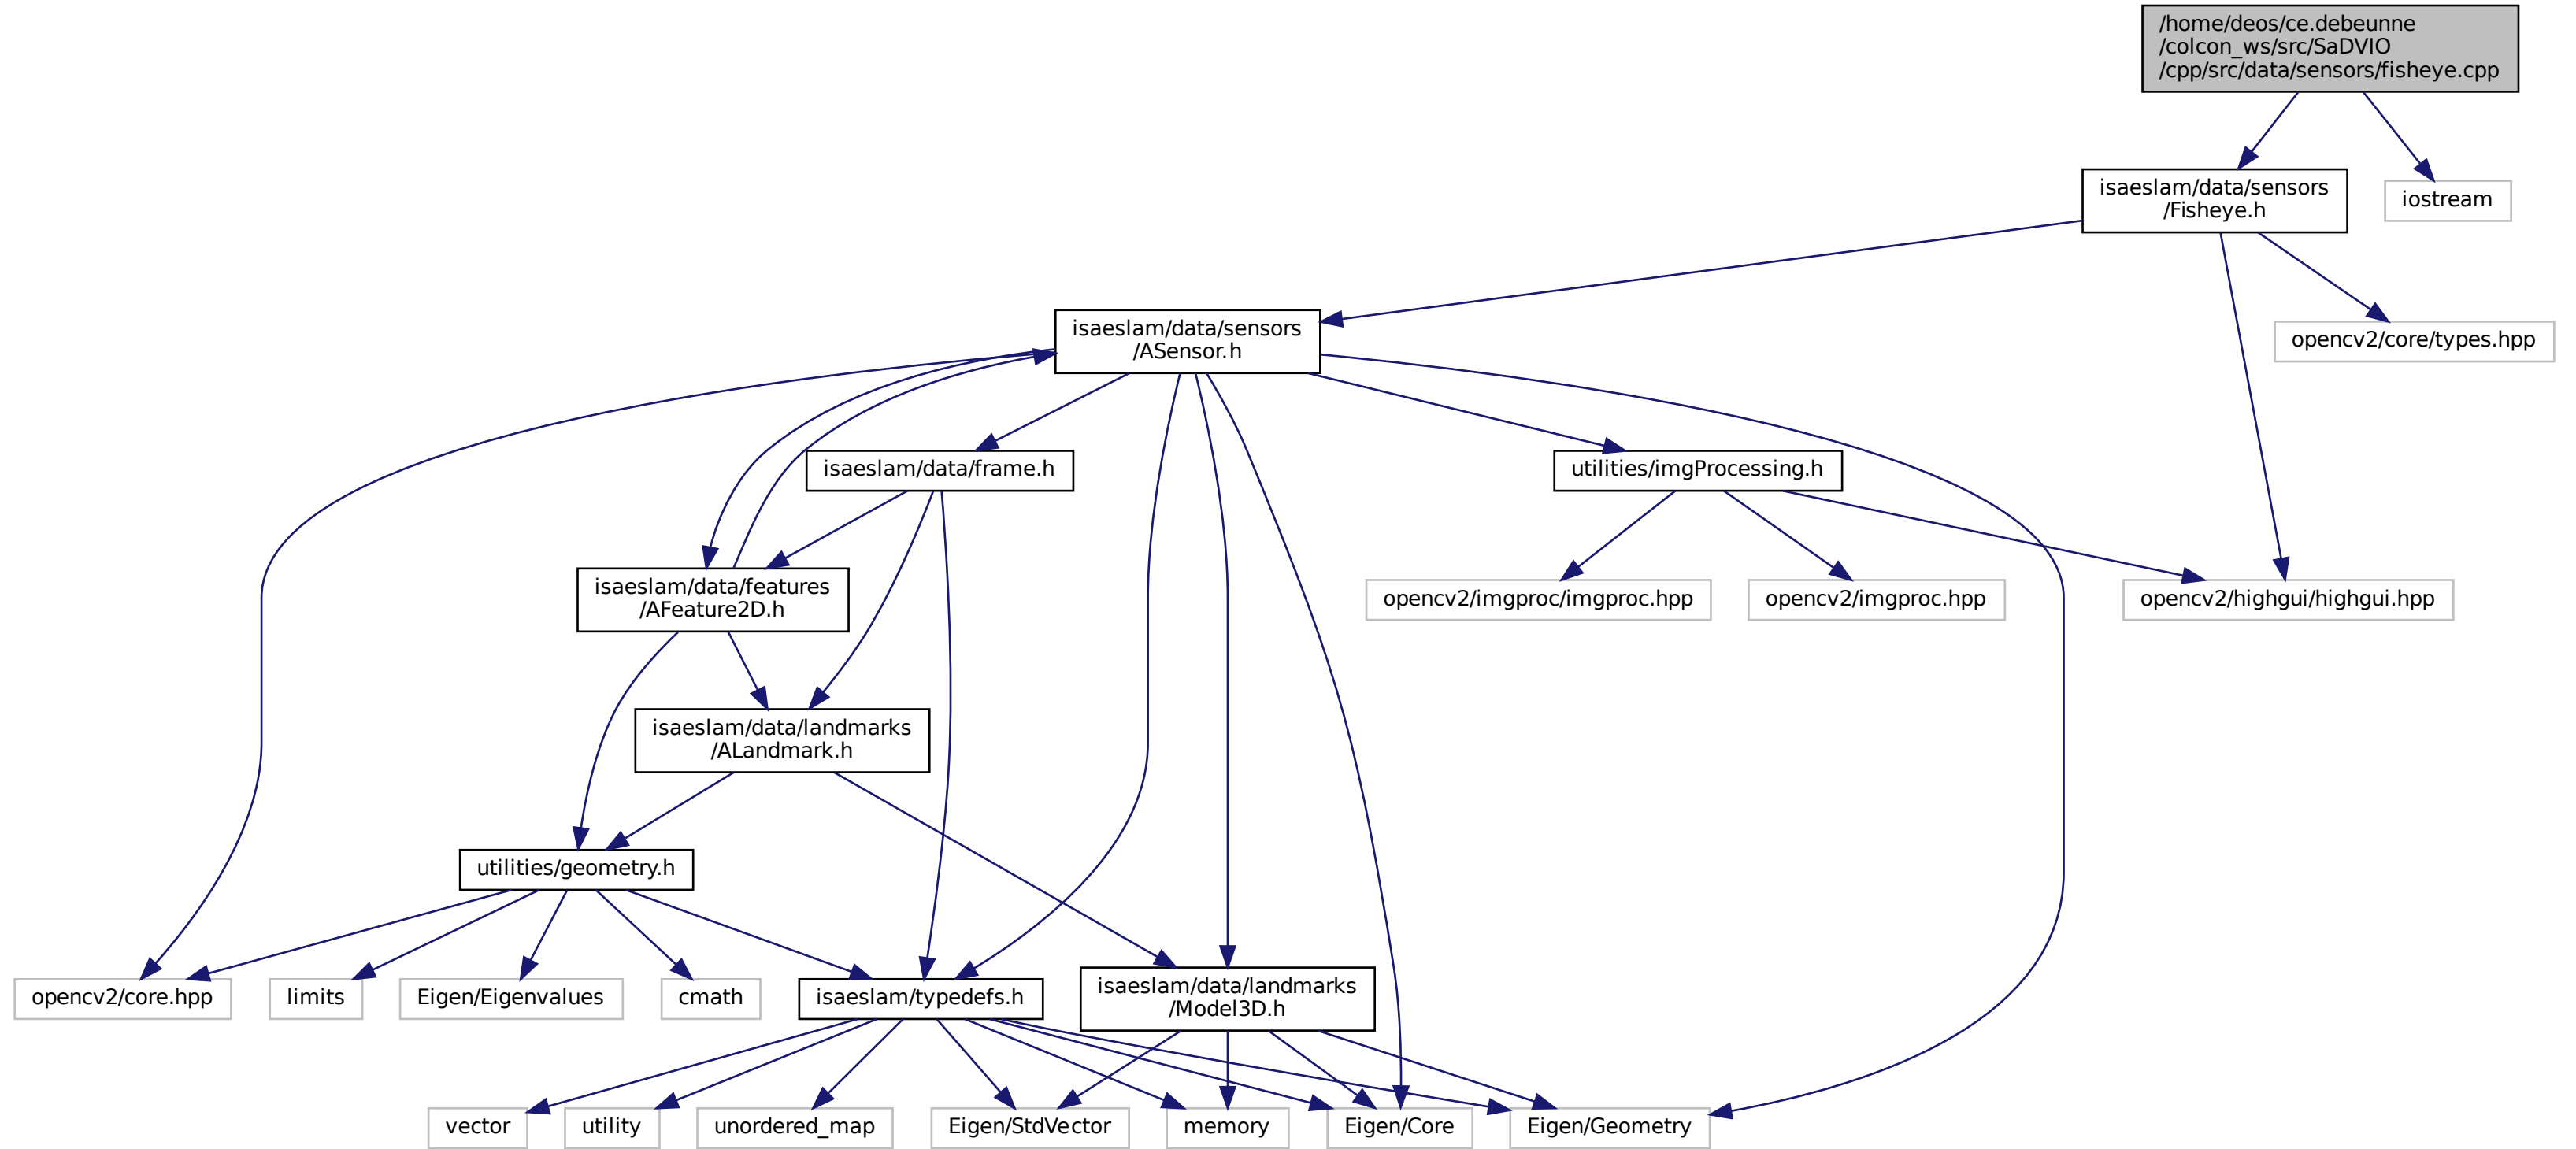 /home/deos/ce.debeunne
/colcon_ws/src/SaDVIO
/cpp/src/data/sensors/fisheye.cpp
isaeslam/data/sensors
/Fisheye.h
iostream
isaeslam/data/sensors
/ASensor.h
opencv2/core/types.hpp
isaeslam/data/frame.h
utilities/imgProcessing.h
isaeslam/data/features
/AFeature2D.h
opencv2/imgproc/imgproc.hpp
opencv2/imgproc.hpp
opencv2/highgui/highgui.hpp
isaeslam/data/landmarks
/ALandmark.h
utilities/geometry.h
opencv2/core.hpp
limits
Eigen/Eigenvalues
cmath
isaeslam/typedefs.h
isaeslam/data/landmarks
/Model3D.h
vector
utility
unordered_map
Eigen/StdVector
memory
Eigen/Core
Eigen/Geometry